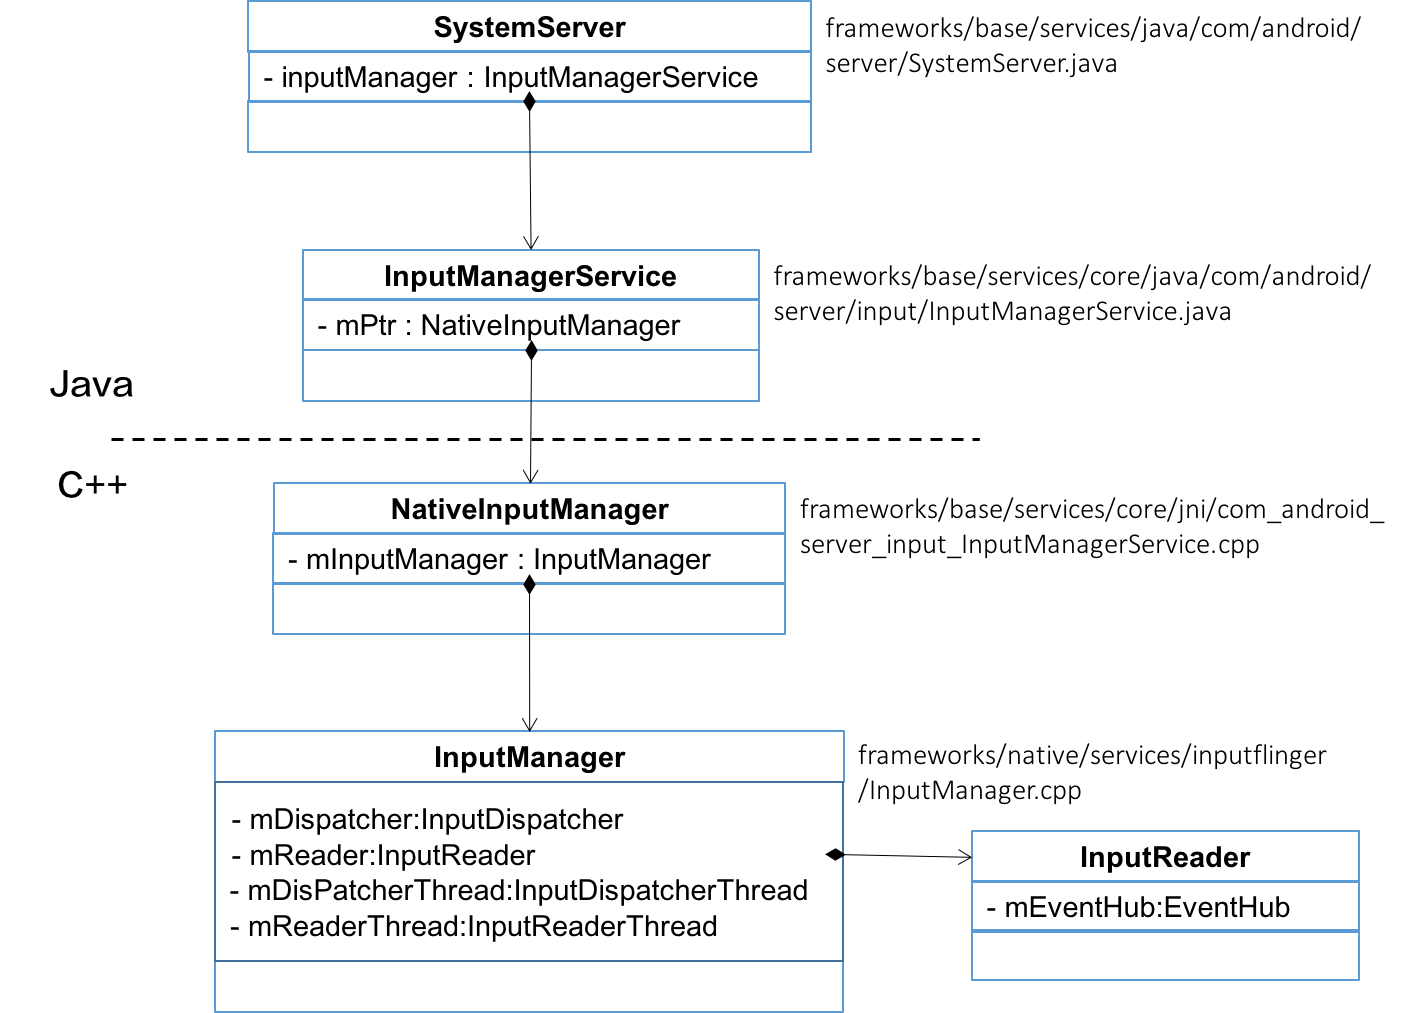 SystemServer
- inputManager : InputManagerService
frameworks/base/services/java/com/android/
server/SystemServer.java
InputManagerService
- mPtr : NativeInputManager
frameworks/base/services/core/java/com/android/
server/input/InputManagerService.java
Java
C++
NativeInputManager
- mInputManager : InputManager
frameworks/base/services/core/jni/com_android_
server_input_InputManagerService.cpp
InputManager
- mDispatcher:InputDispatcher
- mReader:InputReader
- mDisPatcherThread:InputDispatcherThread
- mReaderThread:InputReaderThread
frameworks/native/services/inputflinger
/InputManager.cpp
InputReader
- mEventHub:EventHub